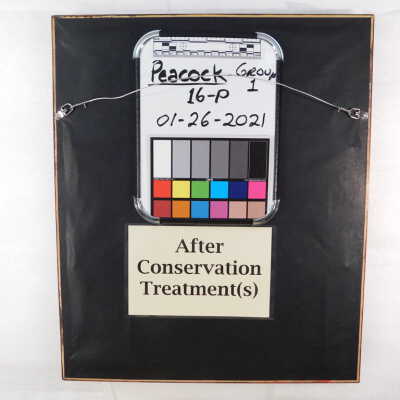 Peacock Group
1
16-P
01-26-2021
After
Conservation
Treatment(s)